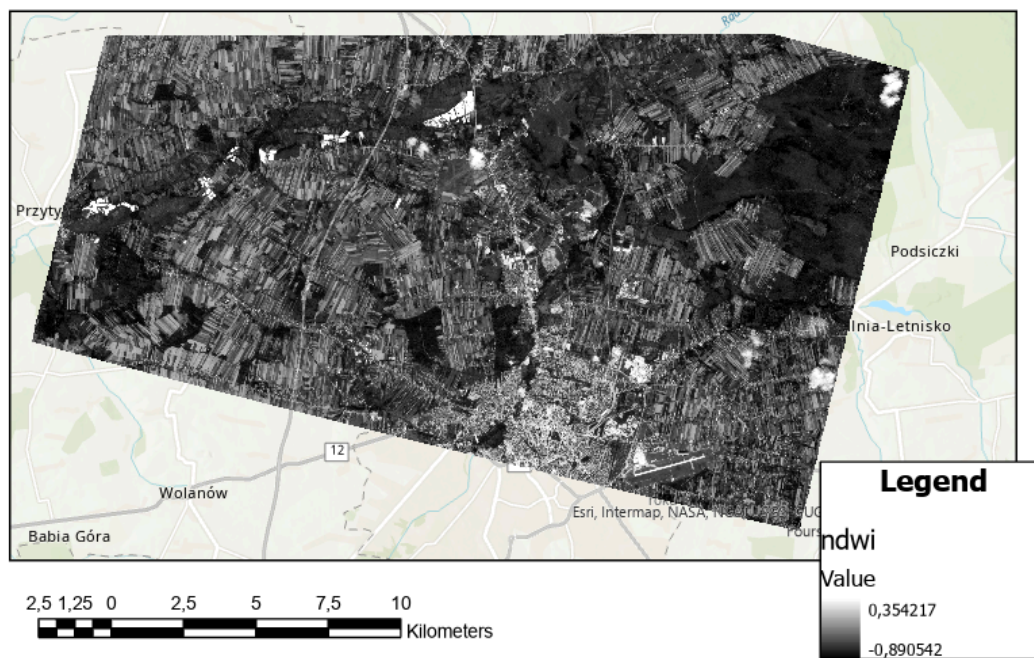 Rad
Przyty
Podsiczki
lnia-Letnisko
12
Wolanów
Babia Góra
Esri, Intermap, NASA,
Legend
ndwi
Value
0,354217
-0,890542
2,5 1,25 0 2,5 5 7,5 10
Kilometers